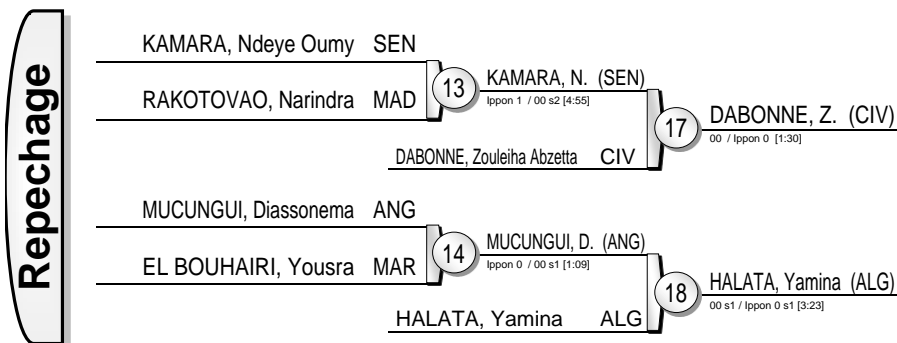 Repechage
KAMARA, Ndeye Oumy SEN
RAKOTOVAO, Narindra MAD
13
KAMARA, N. (SEN)
Ippon 1 / 00 s2 [4:55]
DABONNE, Zouleiha Abzetta CIV
17
DABONNE, Z. (CIV)
00 / Ippon 0 [1:30]
MUCUNGUI, Diassonema ANG
EL BOUHAIRI, Yousra MAR
14
MUCUNGUI, D. (ANG)
Ippon 0 / 00 s1 [1:09]
HALATA, Yamina ALG
18
HALATA, Yamina (ALG)
00 s1 / Ippon 0 s1 [3:23]